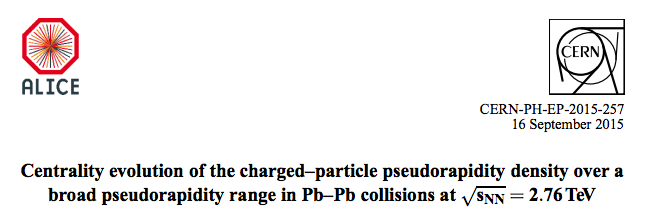 ALICE
CERN
CERN-PH-EP-2015-257
16 September 2015
Centrality evolution of the charged–particle pseudorapidity density over a
broad pseudorapidity range in Pb–Pb collisions at √sNN = 2.76 TeV